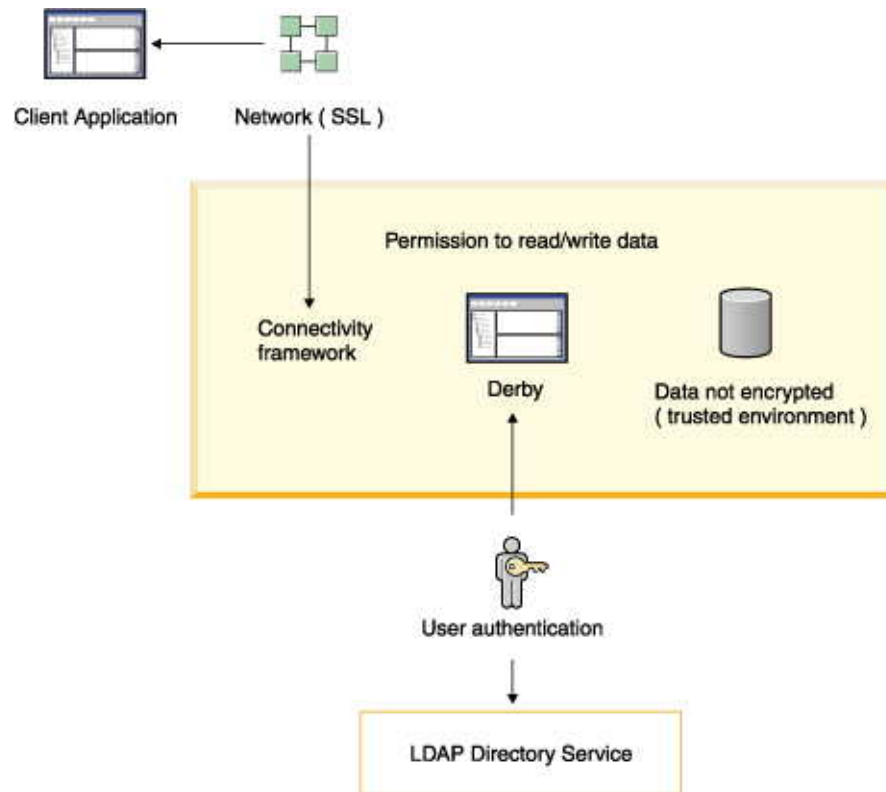 Client Application
Network ( SSL )
Permission to read/write data
Connectivity
framework
Derby
Data not encrypted
( trusted environment )
User authentication
LDAP Directory Service